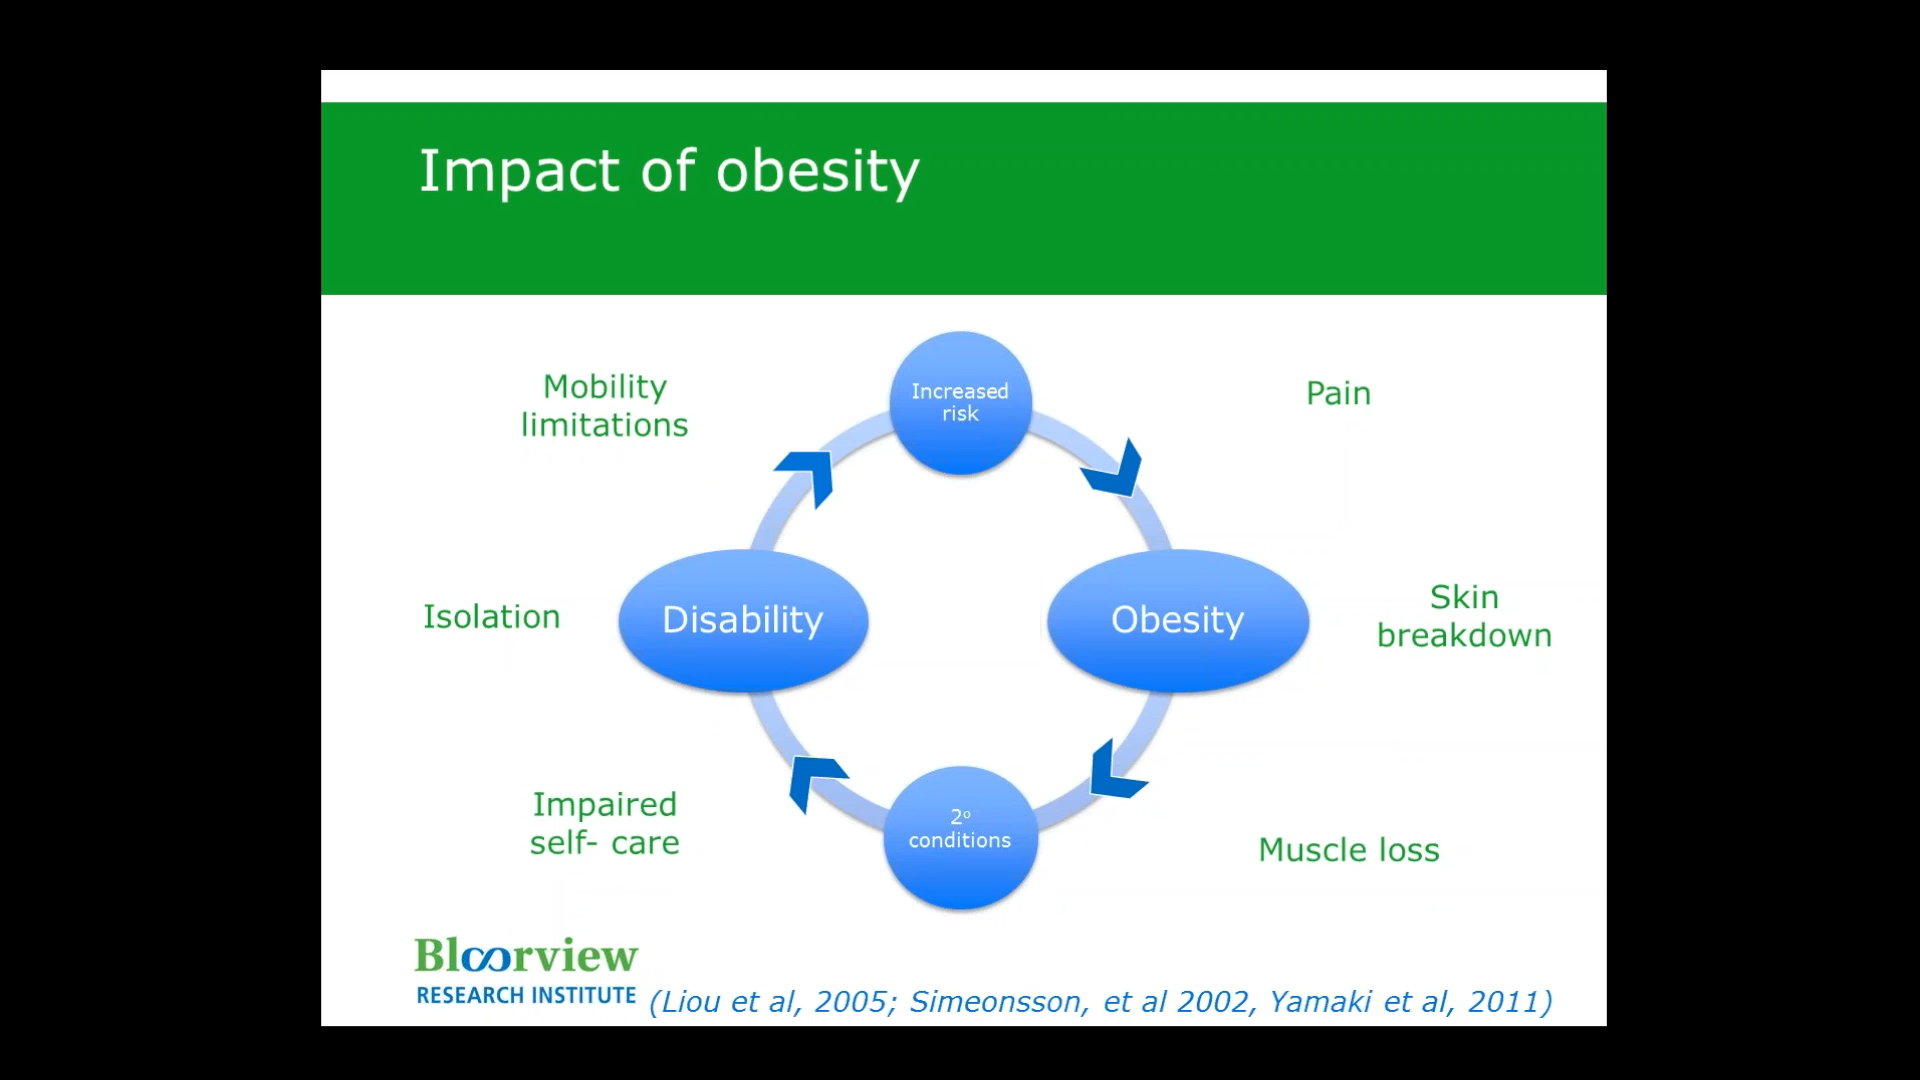 Impact of obesity
Mobility
limitations
Increased
risk
Pain
Isolation
Disability
Obesity
Skin
breakdown
Impaired
self- care
2º
conditions
Muscle loss
Bloorview
RESEARCH INSTITUTE
(Liou et al, 2005; Simeonsson, et al 2002, Yamaki et al, 2011)